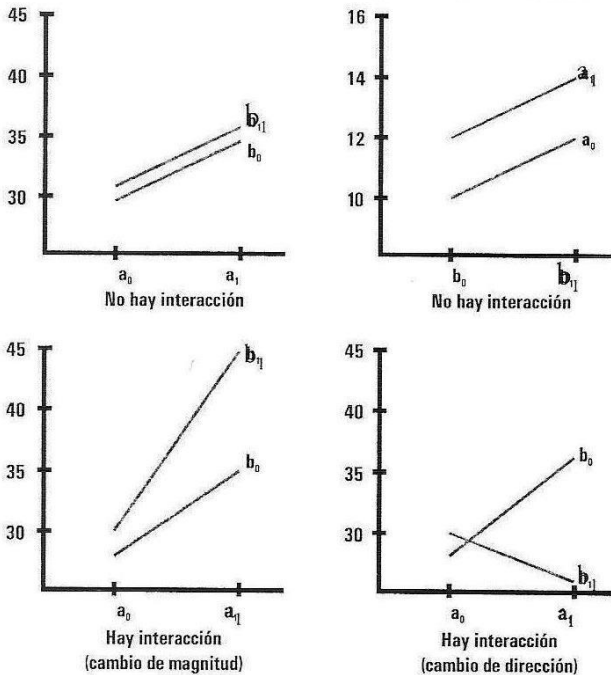 45
40
35
30
b₁
b₀
a₀
a₁
No hay interacción
16
14
12
10
a₁
a₀
b₀
b₁
No hay interacción
45
40
35
30
b₁
b₀
a₀
a₁
Hay interacción
(cambio de magnitud)
45
40
35
30
b₀
b₁
a₀
a₁
Hay interacción
(cambio de dirección)